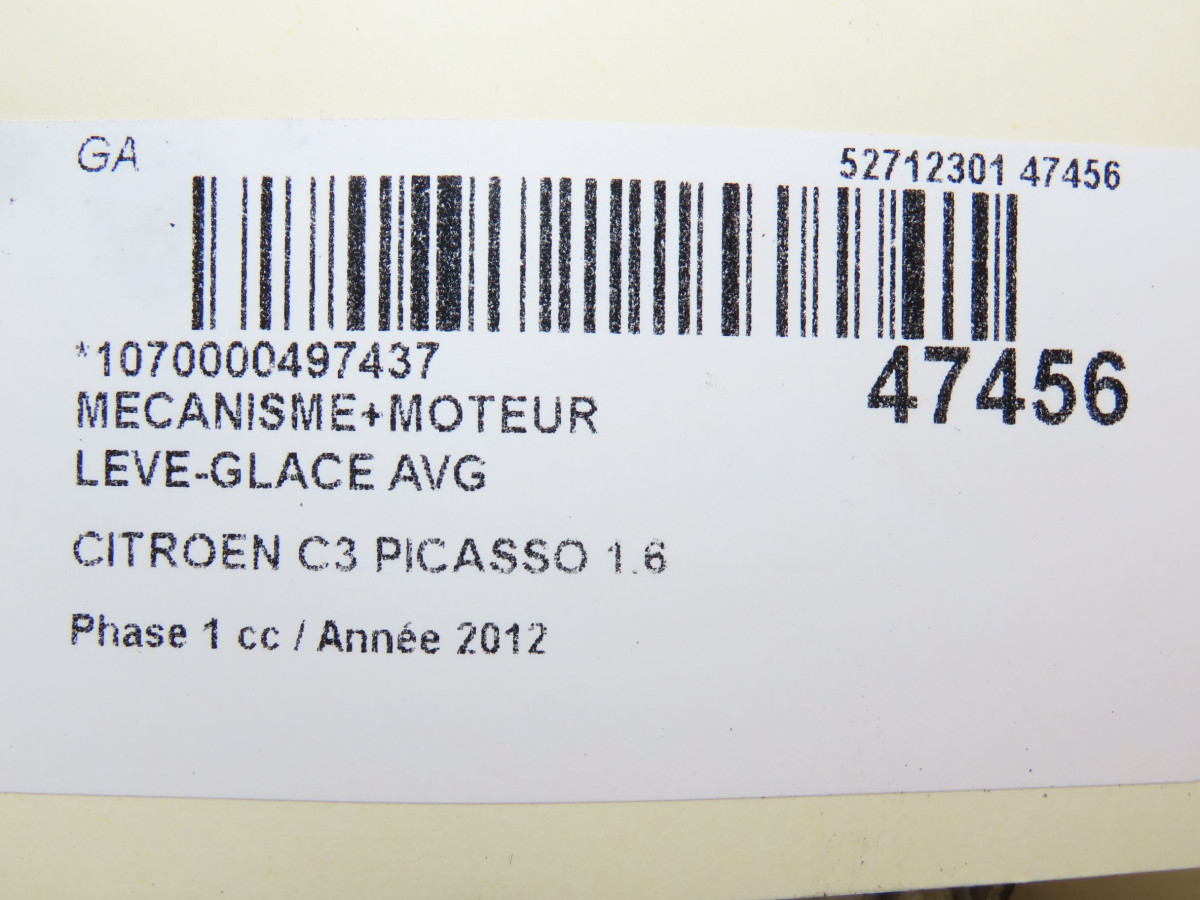 GA
52712301 47456
*1070000497437
47456
MECANISME+MOTEUR
LEVE-GLACE AVG
CITROEN C3 PICASSO 1.6
Phase 1 cc / Année 2012